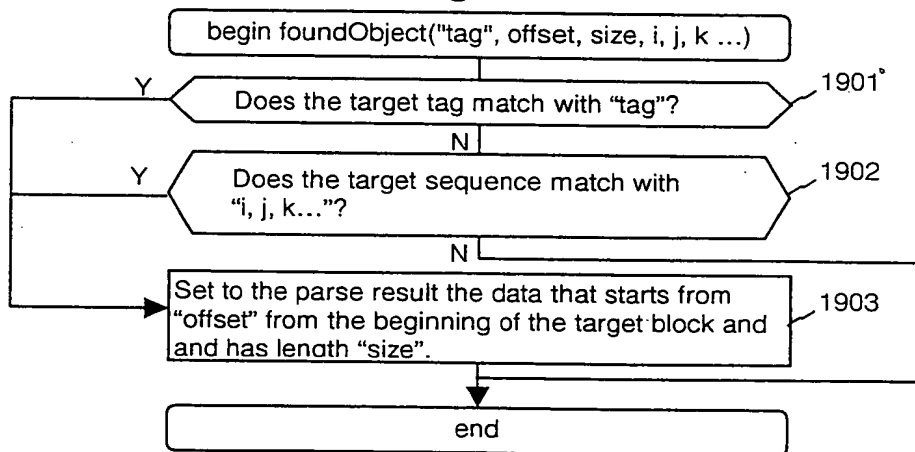 begin foundObject("tag", offset, size, i, j, k ...)
Y
Does the target tag match with "tag"?
1901
N
Y
Does the target sequence match with
"i, j, k..."?
1902
N
Set to the parse result the data that starts from
"offset" from the beginning of the target block and
and has length "size".
1903
end